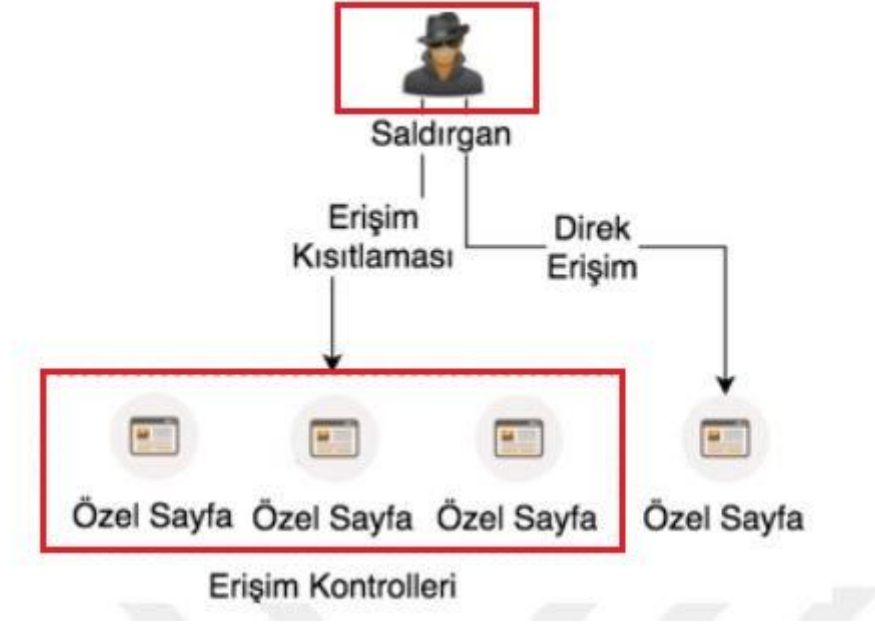 Saldırgan
Erişim
Kısıtlaması
Direk
Erişim
Özel Sayfa Özel Sayfa Özel Sayfa Özel Sayfa
Erişim Kontrolleri